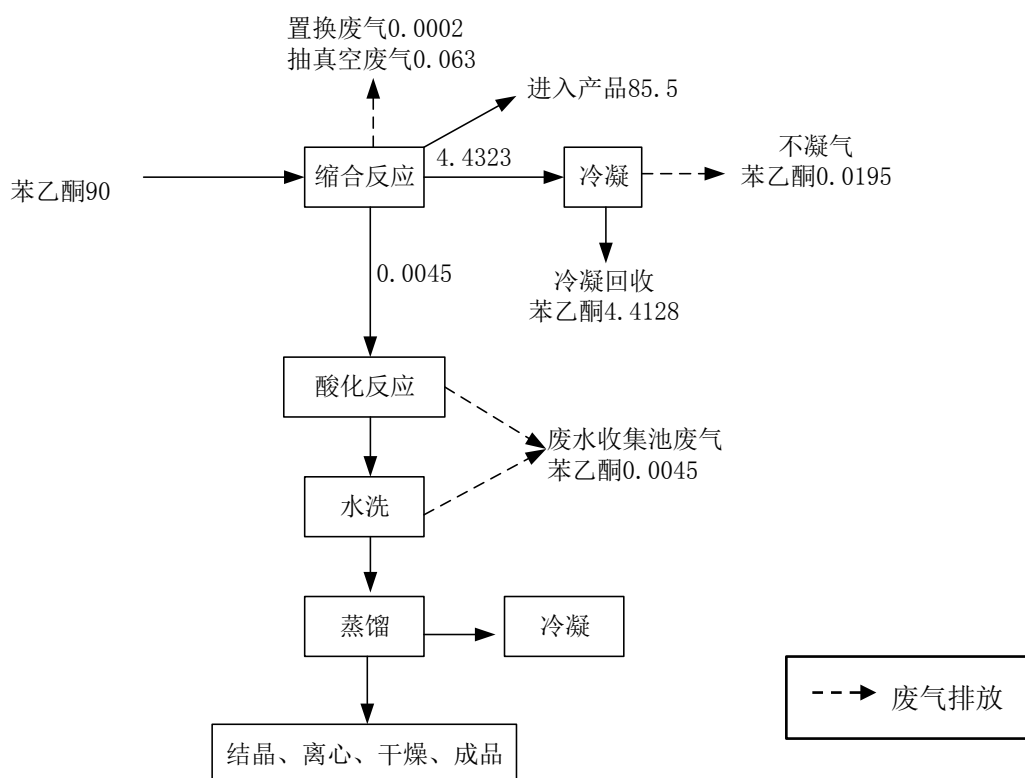 置换废气0.0002
抽真空废气0.063
进入产品85.5
苯乙酮90
缩合反应
4.4323
冷凝
不凝气
苯乙酮0.0195
0.0045
冷凝回收
苯乙酮4.4128
酸化反应
废水收集池废气
苯乙酮0.0045
水洗
蒸馏
冷凝
废气排放
结晶、离心、干燥、成品